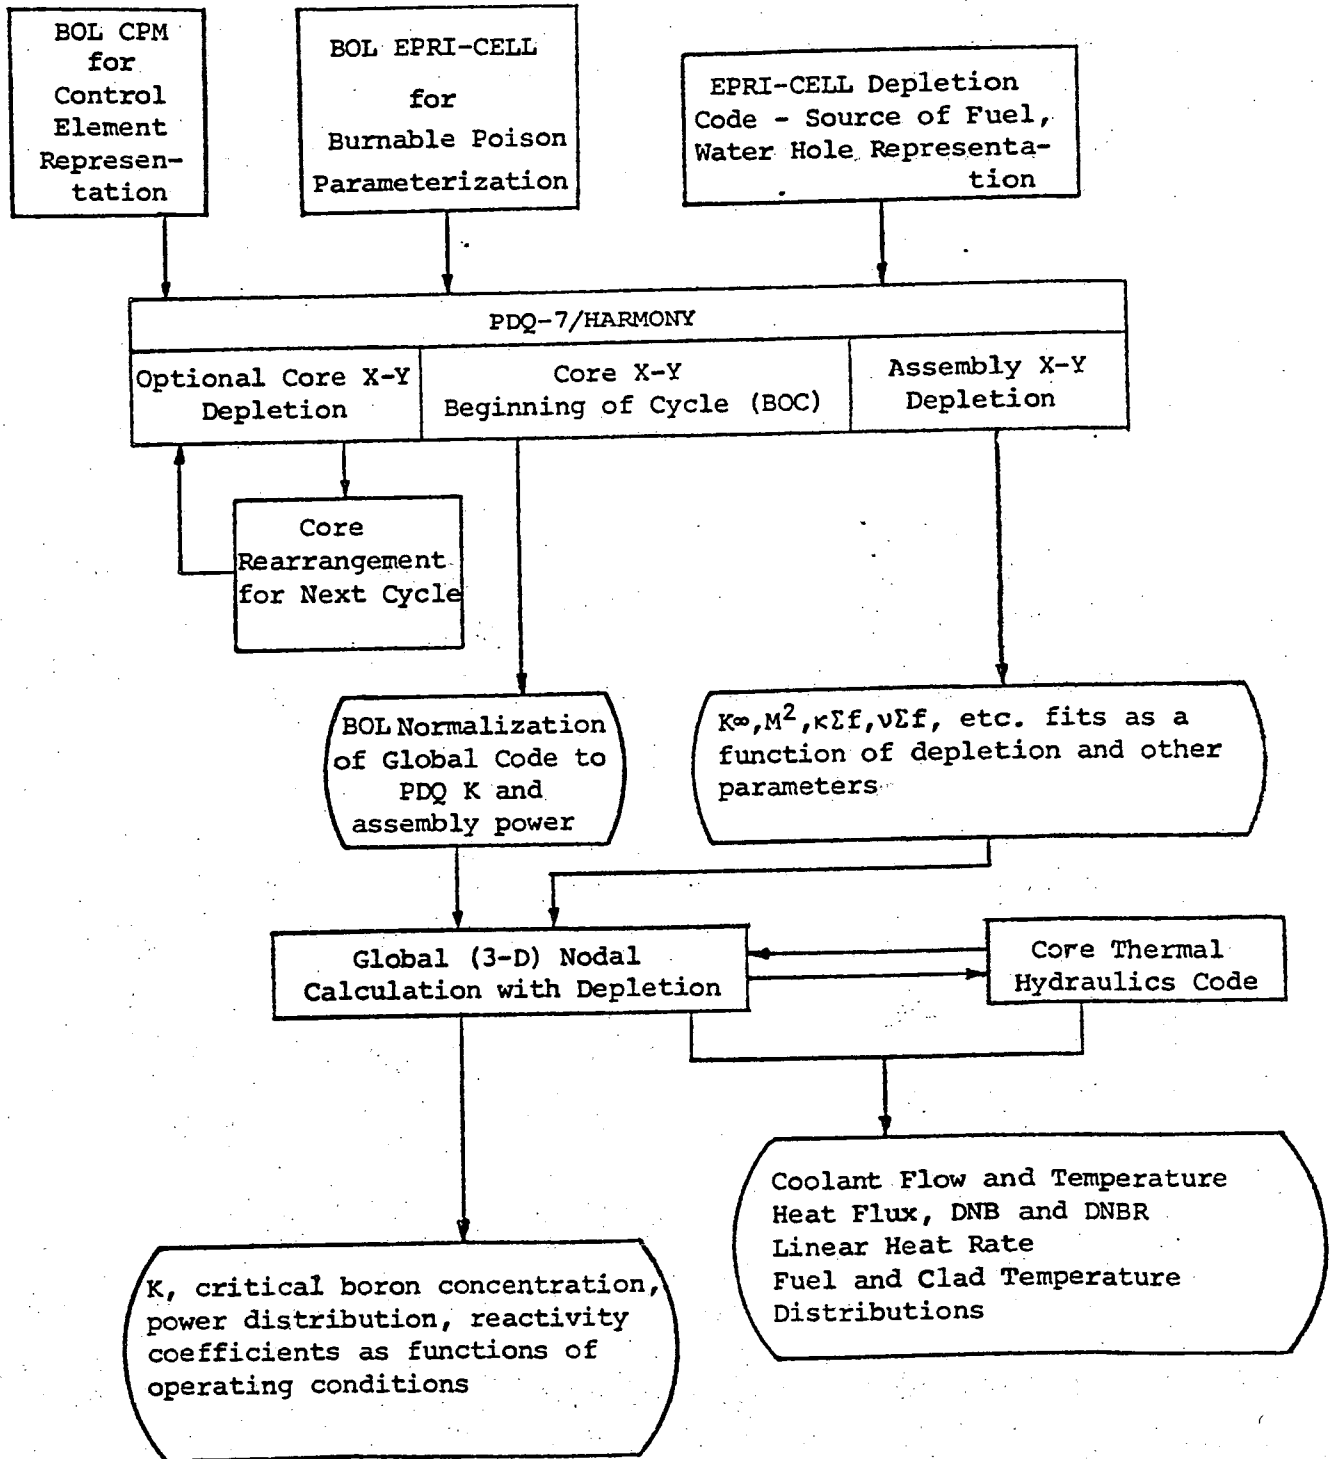 BOL CPM
for
Control
Element
Represen-
tation
BOL EPRI-CELL
for
Burnable Poison
Parameterization
EPRI-CELL Depletion
Code - Source of Fuel,
Water Hole Representa-
tion
PDQ-7/HARMONY
Optional Core X-Y
Depletion
Core X-Y
Beginning of Cycle (BOC)
Assembly X-Y
Depletion
Core
Rearrangement
for Next Cycle
BOL Normalization
of Global Code to
PDQ K and
assembly power
K∞,M²,κΣf,νΣf, etc. fits as a
function of depletion and other
parameters
Global (3-D) Nodal
Calculation with Depletion
Core Thermal
Hydraulics Code
Coolant Flow and Temperature
Heat Flux, DNB and DNBR
Linear Heat Rate
Fuel and Clad Temperature
Distributions
K, critical boron concentration,
power distribution, reactivity
coefficients as functions of
operating conditions